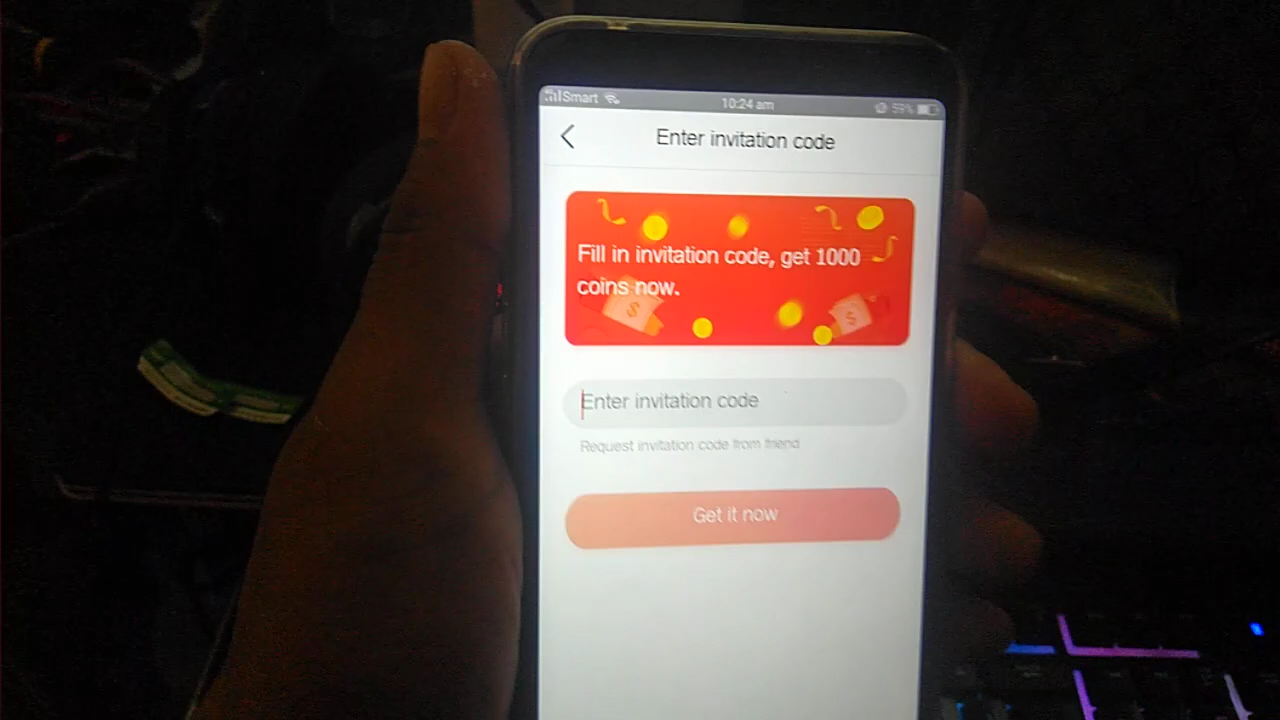 Smart 10:24 am 59%
Enter invitation code
Fill in invitation code, get 1000
coins now.
$ $
Enter invitation code
Request invitation code from friend
Get it now